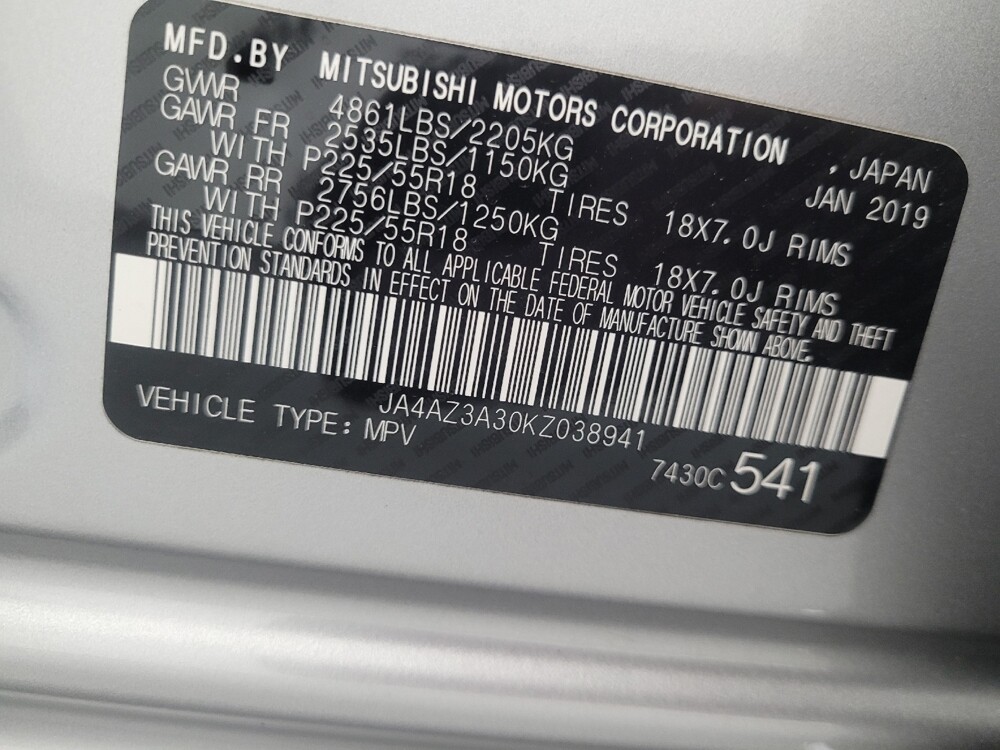 MFD.BY MITSUBISHI MOTORS CORPORATION , JAPAN
GVWR 4861LBS/2205KG JAN 2019
GAWR FR 2535LBS/1150KG
WITH P225/55R18 TIRES 18X7.0J RIMS
GAWR RR 2756LBS/1250KG
WITH P225/55R18 TIRES 18X7.0J RIMS
THIS VEHICLE CONFORMS TO ALL APPLICABLE FEDERAL MOTOR VEHICLE SAFETY AND THEFT
PREVENTION STANDARDS IN EFFECT ON THE DATE OF MANUFACTURE SHOWN ABOVE.
JA4AZ3A30KZ038941
VEHICLE TYPE: MPV
7430C 541